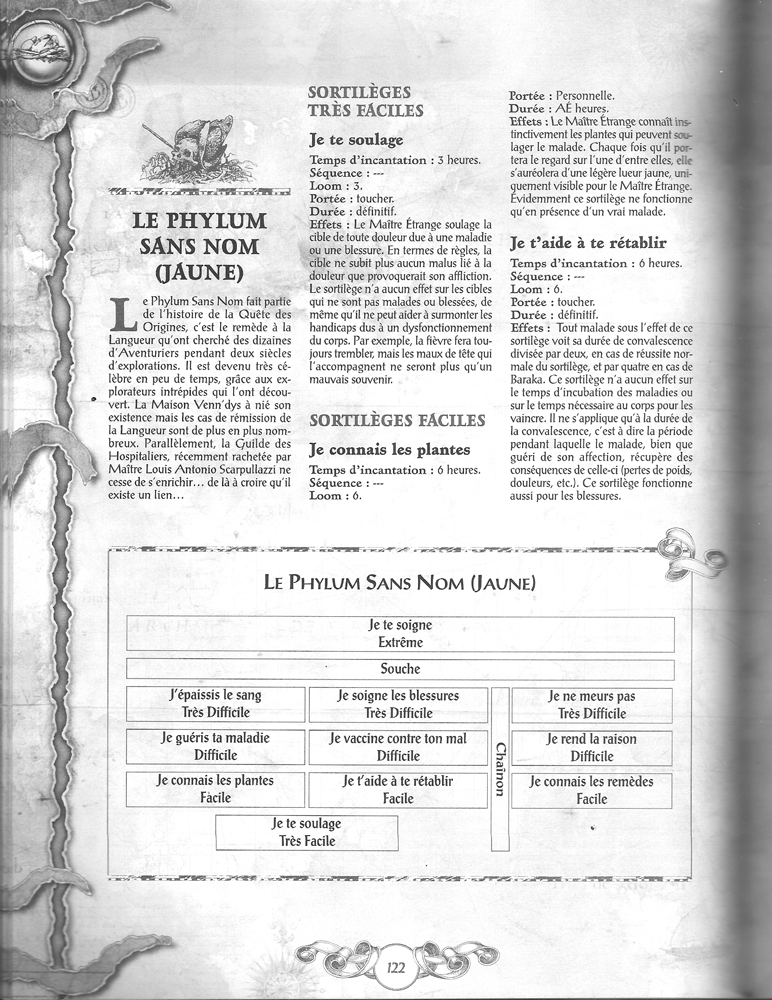 LE PHYLUM
SANS NOM
(JAUNE)
Le Phylum Sans Nom fait partie
de l'histoire de la Quête des
Origines, c'est le remède à la
Langueur qu'ont cherché des dizaines
d'Aventuriers pendant deux siècles
d'explorations. Il est devenu très cé-
lèbre en peu de temps, grâce aux ex-
plorateurs intrépides qui l'ont décou-
vert. La Maison Venn'dys à nié son
existence mais les cas de rémission de
la Langueur sont de plus en plus nom-
breux. Parallèlement, la Guilde des
Hospitaliers, récemment rachetée par
Maître Louis Antonio Scarpullazzi ne
cesse de s'enrichir... de là à croire qu'il
existe un lien...
SORTILÈGES
TRÈS FACILES
Je te soulage
Temps d'incantation : 3 heures.
Séquence : ---
Loom : 3.
Portée : toucher.
Durée : définitif.
Effets : Le Maître Étrange soulage la
cible de toute douleur due à une maladie
ou une blessure. En termes de règles, la
cible ne subit plus aucun malus lié à la
douleur que provoquerait son affliction.
Le sortilège n'a aucun effet sur les cibles
qui ne sont pas malades ou blessées, de
même qu'il ne peut aider à surmonter les
handicaps dus à un dysfonctionnement
du corps. Par exemple, la fièvre fera tou-
jours trembler, mais les maux de tête qui
l'accompagnent ne seront plus qu'un
mauvais souvenir.
SORTILÈGES FACILES
Je connais les plantes
Temps d'incantation : 6 heures.
Séquence : ---
Loom : 6.
Portée : Personnelle.
Durée : AÉ heures.
Effets : Le Maître Étrange connaît ins-
tinctivement les plantes qui peuvent sou-
lager le malade. Chaque fois qu'il por-
tera le regard sur l'une d'entre elles, elle
s'auréolera d'une légère lueur jaune, uni-
quement visible pour le Maître Étrange.
Évidemment ce sortilège ne fonctionne
qu'en présence d'un vrai malade.
Je t'aide à te rétablir
Temps d'incantation : 6 heures.
Séquence : ---
Loom : 6.
Portée : toucher.
Durée : définitif.
Effets : Tout malade sous l'effet de ce
sortilège voit sa durée de convalescence
divisée par deux, en cas de réussite nor-
male du sortilège, et par quatre en cas de
Baraka. Ce sortilège n'a aucun effet sur
le temps d'incubation des maladies ou
sur le temps nécessaire au corps pour les
vaincre. Il ne s'applique qu'à la durée de
la convalescence, c'est à dire la période
pendant laquelle le malade, bien que
guéri de son affection, récupère des
conséquences de celle-ci (pertes de poids,
douleurs, etc.). Ce sortilège fonctionne
aussi pour les blessures.
LE PHYLUM SANS NOM (JAUNE)
Je te soigne
Extrême
Souche
J'épaissis le sang
Très Difficile
Je soigne les blessures
Très Difficile
Je ne meurs pas
Très Difficile
Je guéris ta maladie
Difficile
Je vaccine contre ton mal
Difficile
Chaînon
Je rend la raison
Difficile
Je connais les plantes
Facile
Je t'aide à te rétablir
Facile
Je connais les remèdes
Facile
Je te soulage
Très Facile
122